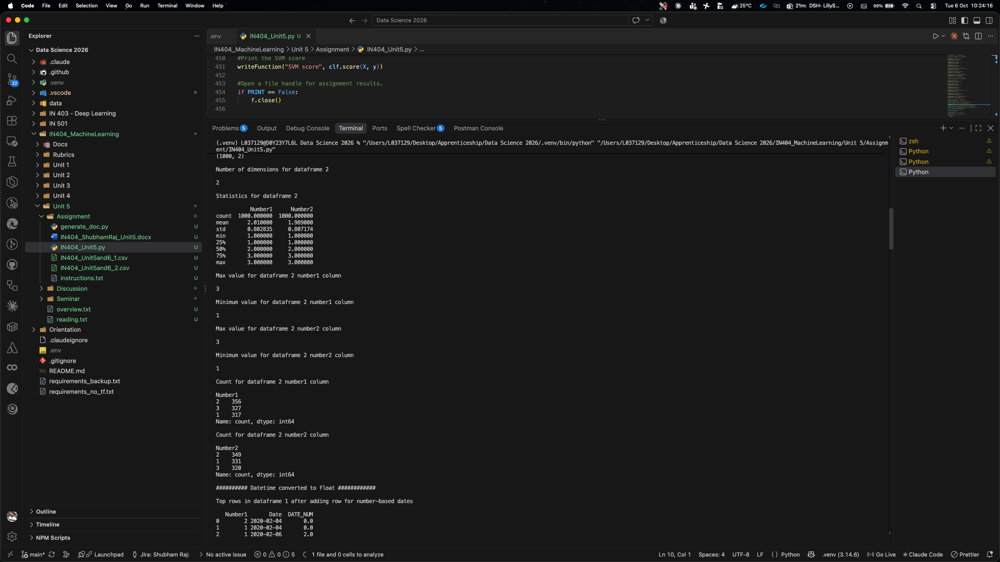 Code File Edit Selection View Go Run Terminal Window Help 25°C 21m: DSH- LillyS... 99% Tue 6 Oct 10:24:16
Data Science 2026
Explorer
Data Science 2026
.claude
.github
.venv
.vscode
data
IN 403 - Deep Learning
IN 501
IN404_MachineLearning
Docs
Rubrics
Unit 1
Unit 2
Unit 3
Unit 4
Unit 5
Assignment
generate_doc.py U
IN404_ShubhamRaj_Unit5.docx U
IN404_Unit5.py U
IN404_Unit5and6_1.csv U
IN404_Unit5and6_2.csv U
instructions.txt U
Discussion
Seminar
overview.txt U
reading.txt U
Orientation
.claudeignore
.env
.gitignore
README.md
requirements_backup.txt
requirements_no_tf.txt
Outline
Timeline
NPM Scripts
22
.env IN404_Unit5.py U
IN404_MachineLearning > Unit 5 > Assignment > IN404_Unit5.py > ...
450 #Print the SVM score
451 writeFunction("SVM score", clf.score(X, y))
452
453 #Open a file handle for assignment results.
454 if PRINT == False:
455 f.close()
456
Problems 5 Output Debug Console Terminal Ports Spell Checker 5 Postman Console
(.venv) L037129@D0Y23Y7L6L Data Science 2026 % "/Users/L037129/Desktop/Apprenticeship/Data Science 2026/.venv/bin/python" "/Users/L037129/Desktop/Apprenticeship/Data Science 2026/IN404_MachineLearning/Unit 5/Assignm
ent/IN404_Unit5.py"
(1000, 2)
Number of dimensions for dataframe 2
2
Statistics for dataframe 2
Number1 Number2
count 1000.000000 1000.000000
mean 2.010000 1.989000
std 0.802835 0.807174
min 1.000000 1.000000
25% 1.000000 1.000000
50% 2.000000 2.000000
75% 3.000000 3.000000
max 3.000000 3.000000
Max value for dataframe 2 number1 column
3
Minimum value for dataframe 2 number1 column
1
Max value for dataframe 2 number2 column
3
Minimum value for dataframe 2 number2 column
1
Count for dataframe 2 number1 column
Number1
2 356
3 327
1 317
Name: count, dtype: int64
Count for dataframe 2 number2 column
Number2
2 349
1 331
3 320
Name: count, dtype: int64
########## Datetime converted to float ############
Top rows in dataframe 1 after adding row for number-based dates
Number1 Date DATE_NUM
0 2 2020-02-04 0.0
1 1 2020-02-04 0.0
2 1 2020-02-06 2.0
zsh
Python
Python
Python
main* Launchpad Jira: Shubham Raj: > No active issue 0 0 5 1 file and 0 cells to analyze Ln 10, Col 1 Spaces: 4 UTF-8 LF { } Python .venv (3.14.6) Go Live Claude Code Prettier